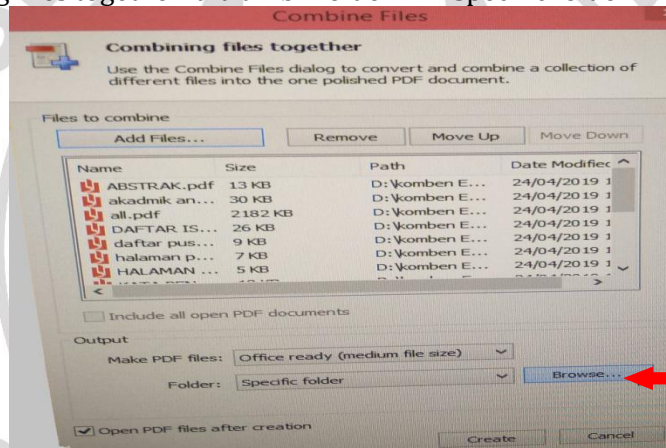 Combine Files
Combining files together
Use the Combine Files dialog to convert and combine a collection of
different files into the one polished PDF document.
Files to combine
Add Files... Remove Move Up Move Down
Name Size Path Date Modified
ABSTRAK.pdf 13 KB D:\komben E... 24/04/2019 1
akadmik an... 30 KB D:\komben E... 24/04/2019 1
all.pdf 2182 KB D:\komben E... 24/04/2019 1
DAFTAR IS... 26 KB D:\komben E... 24/04/2019 1
daftar pus... 9 KB D:\komben E... 24/04/2019 1
halaman p... 7 KB D:\komben E... 24/04/2019 1
HALAMAN ... 5 KB D:\komben E... 24/04/2019 1
Include all open PDF documents
Output
Make PDF files: Office ready (medium file size)
Folder: Specific folder
Browse...
Open PDF files after creation
Create Cancel